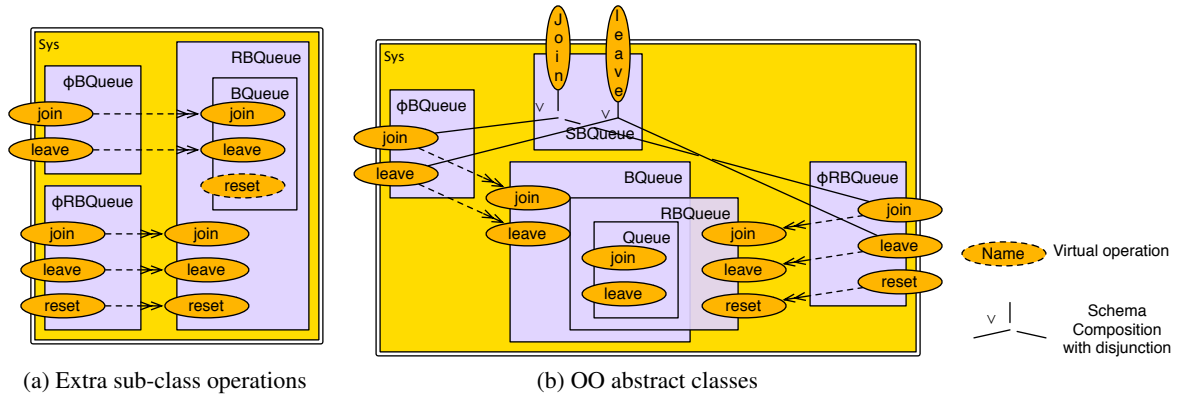 Sys
RBQueue
ϕBQueue
BQueue
join
join
leave
leave
reset
ϕRBQueue
join
join
leave
leave
reset
reset
(a) Extra sub-class operations
Join
leave
Sys
ϕBQueue
∨
∨
SBQueue
join
leave
BQueue
ϕRBQueue
join
RBQueue
join
leave
Queue
join
join
leave
leave
leave
reset
reset
Name
Virtual operation
∨
Schema
Composition
with disjunction
(b) OO abstract classes